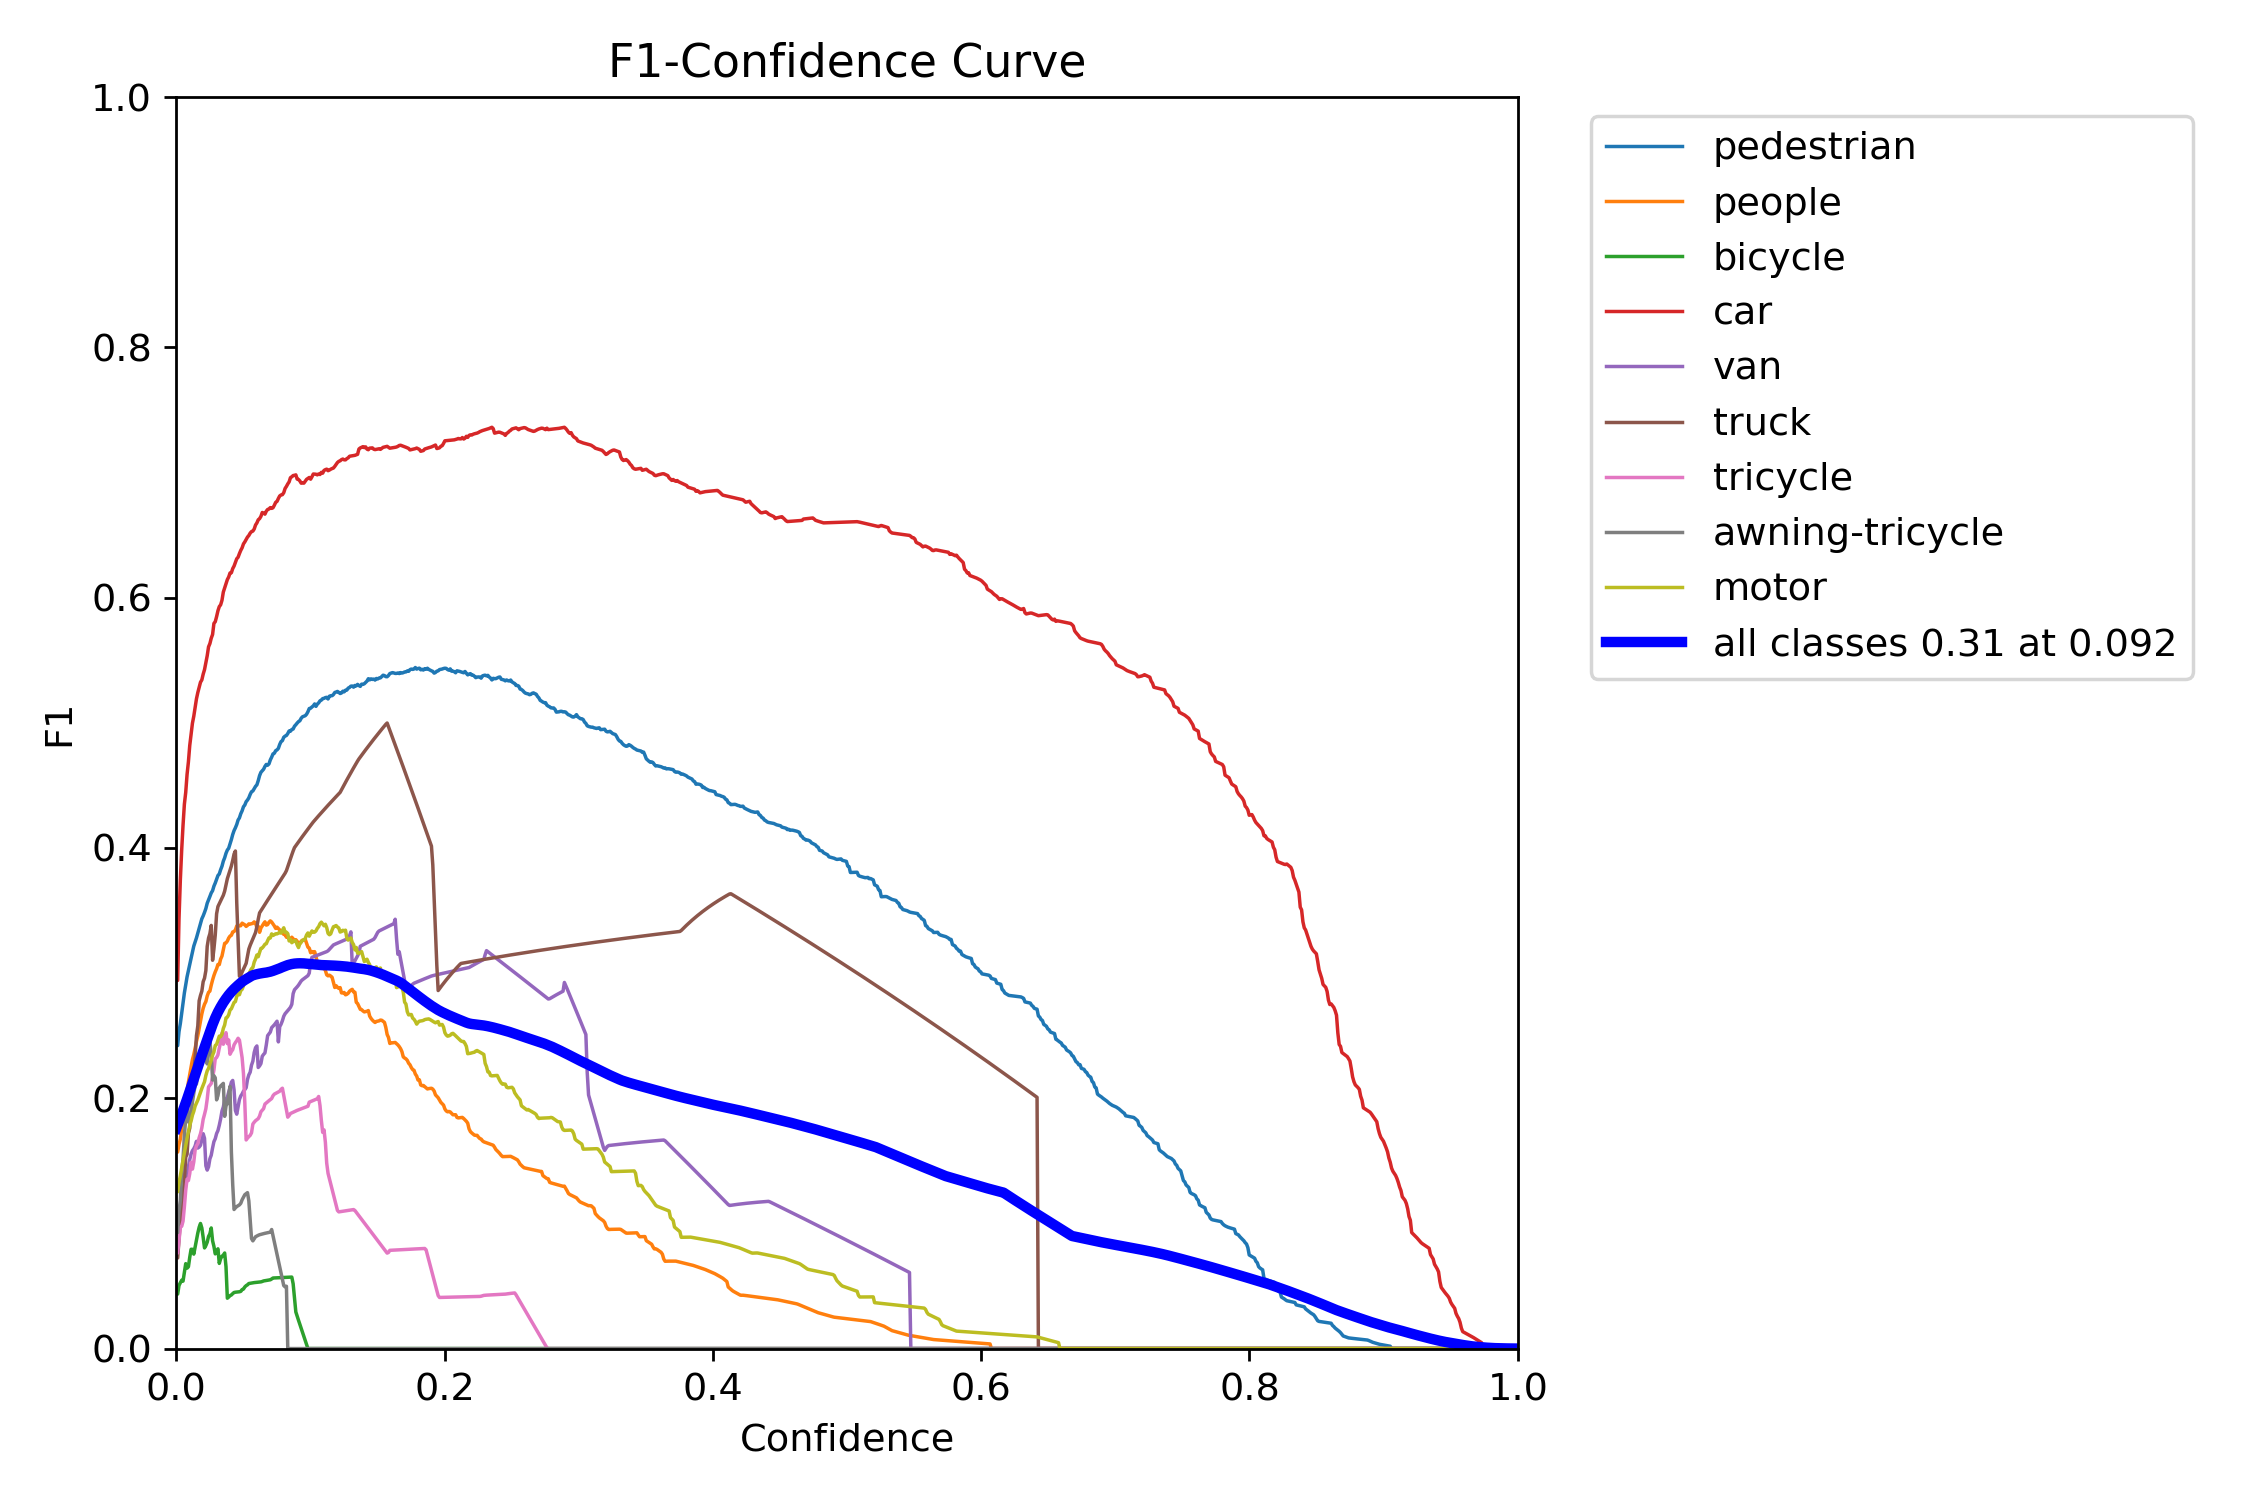 F1-Confidence Curve
1.0
0.8
0.6
0.4
0.2
0.0
F1
0.0 0.2 0.4 0.6 0.8 1.0
Confidence
pedestrian
people
bicycle
car
van
truck
tricycle
awning-tricycle
motor
all classes 0.31 at 0.092